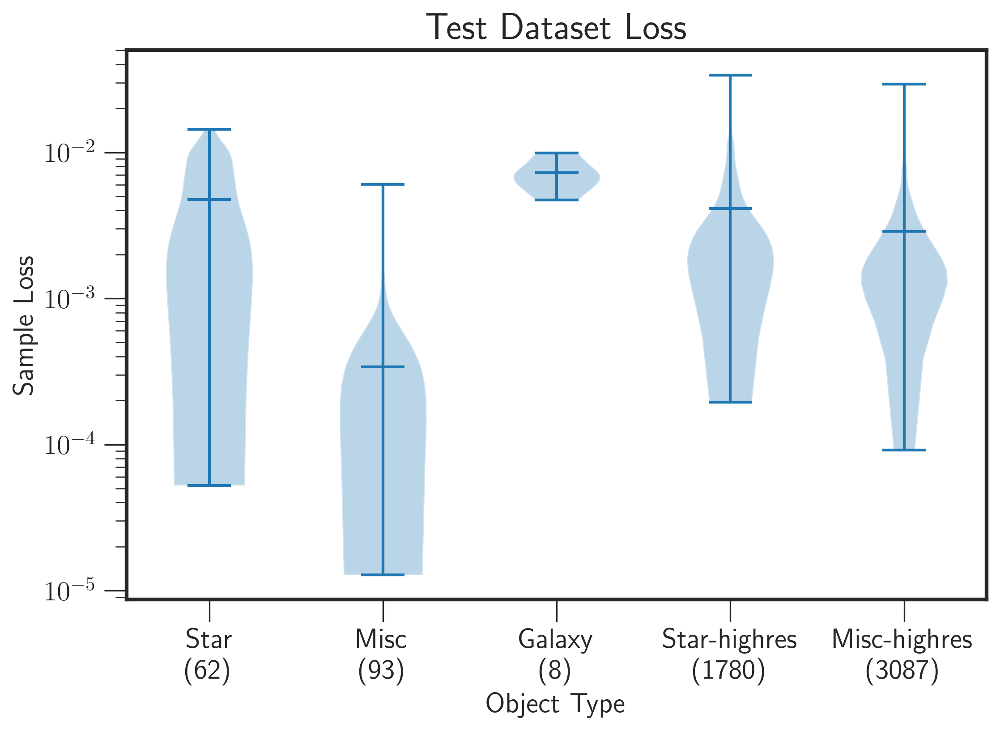 Test Dataset Loss
Sample Loss
10⁻²
10⁻³
10⁻⁴
10⁻⁵
Star
(62)
Misc
(93)
Galaxy
(8)
Star-highres
(1780)
Misc-highres
(3087)
Object Type